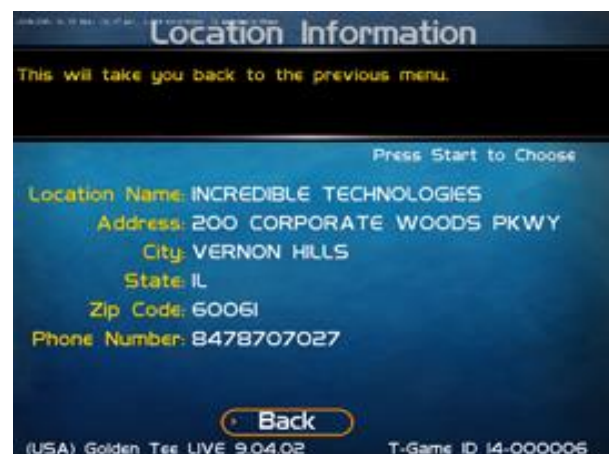 Location Information
This will take you back to the previous menu.
Press Start to Choose
Location Name: INCREDIBLE TECHNOLOGIES
Address: 200 CORPORATE WOODS PKWY
City: VERNON HILLS
State: IL
Zip Code: 60061
Phone Number: 8478707027
Back
(USA) Golden Tee LIVE 9.04.02 T-Game ID 14-000006